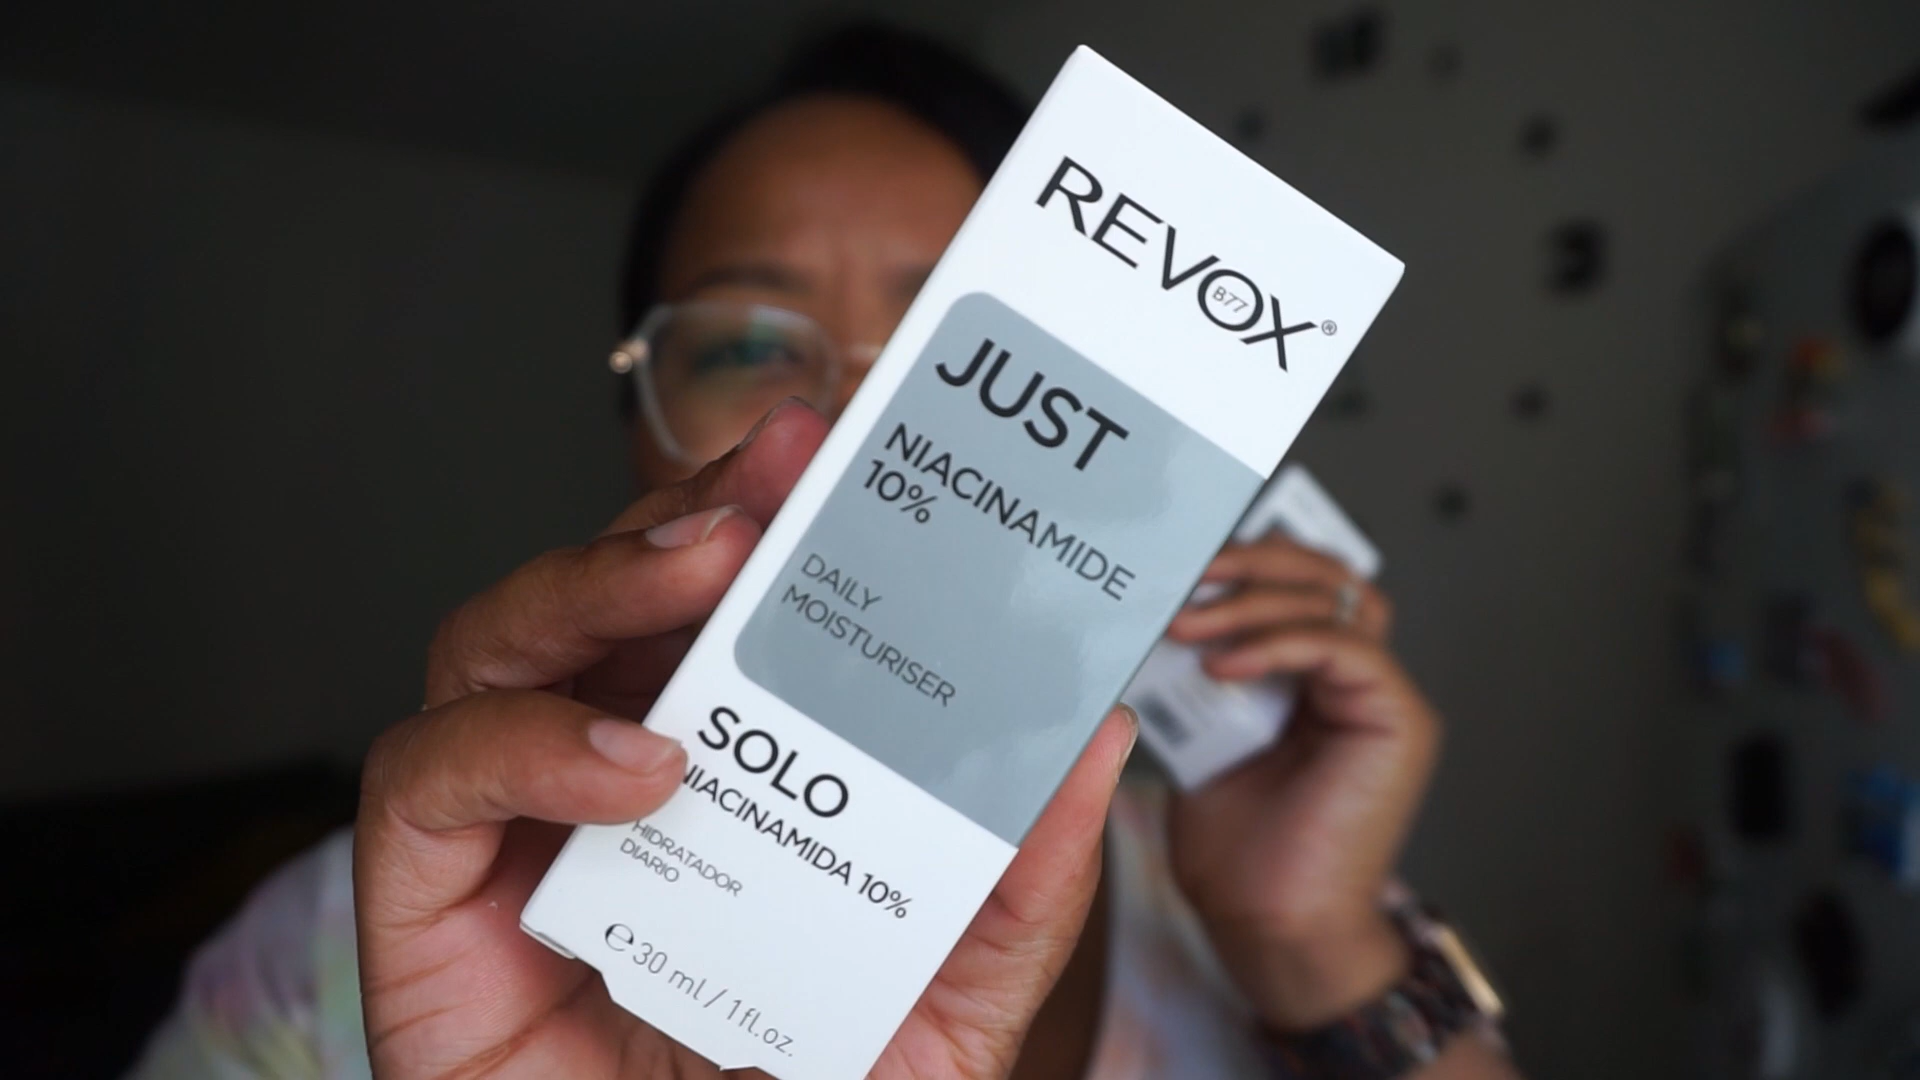 REVOX®
B77
JUST
NIACINAMIDE
10%
DAILY
MOISTURISER
SOLO
NIACINAMIDA 10%
HIDRATADOR
DIARIO
℮ 30 ml / 1 fl.oz.